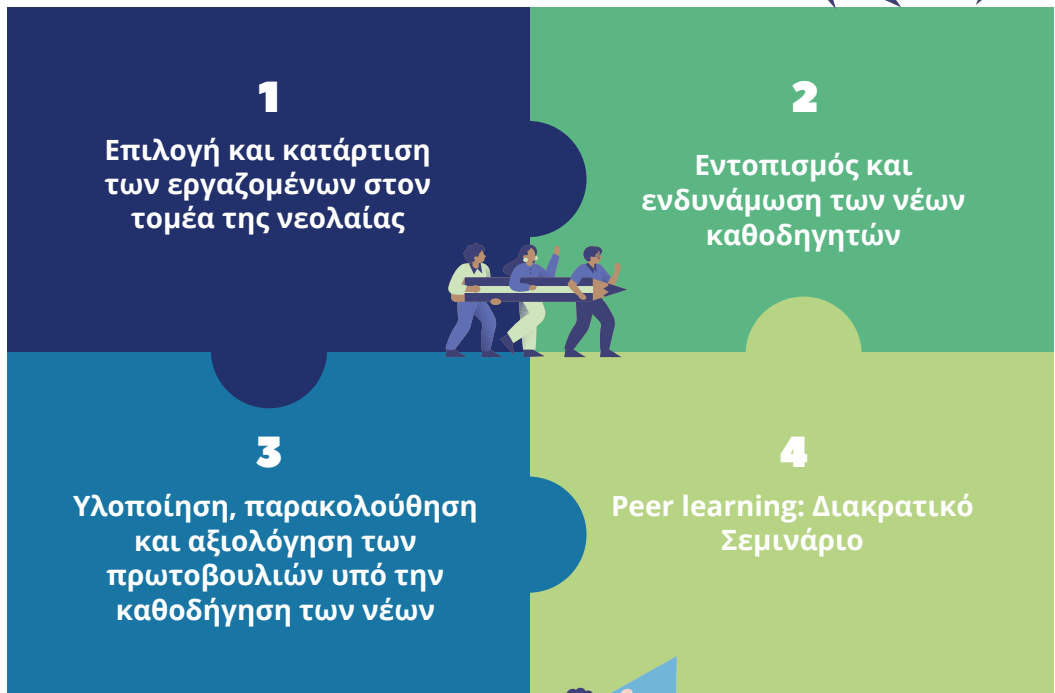 1
Επιλογή και κατάρτιση
των εργαζομένων στον
τομέα της νεολαίας
2
Εντοπισμός και
ενδυνάμωση των νέων
καθοδηγητών
3
Υλοποίηση, παρακολούθηση
και αξιολόγηση των
πρωτοβουλιών υπό την
καθοδήγηση των νέων
4
Peer learning: Διακρατικό
Σεμινάριο